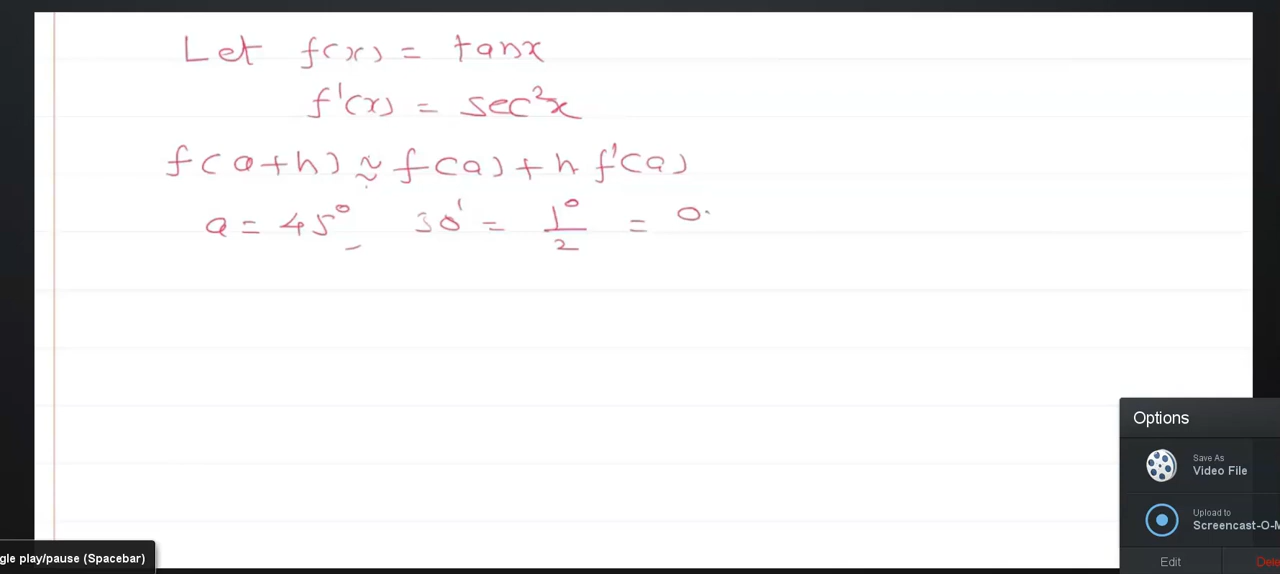 Let f(x) = tanx
f'(x) = sec²x
f(a+h) ≈ f(a) + h f'(a)
a = 45° 30' = 1°/2 = 0.
Options
Save As
Video File
Upload to
Screencast-O-M
gle play/pause (Spacebar)
Edit
Dele